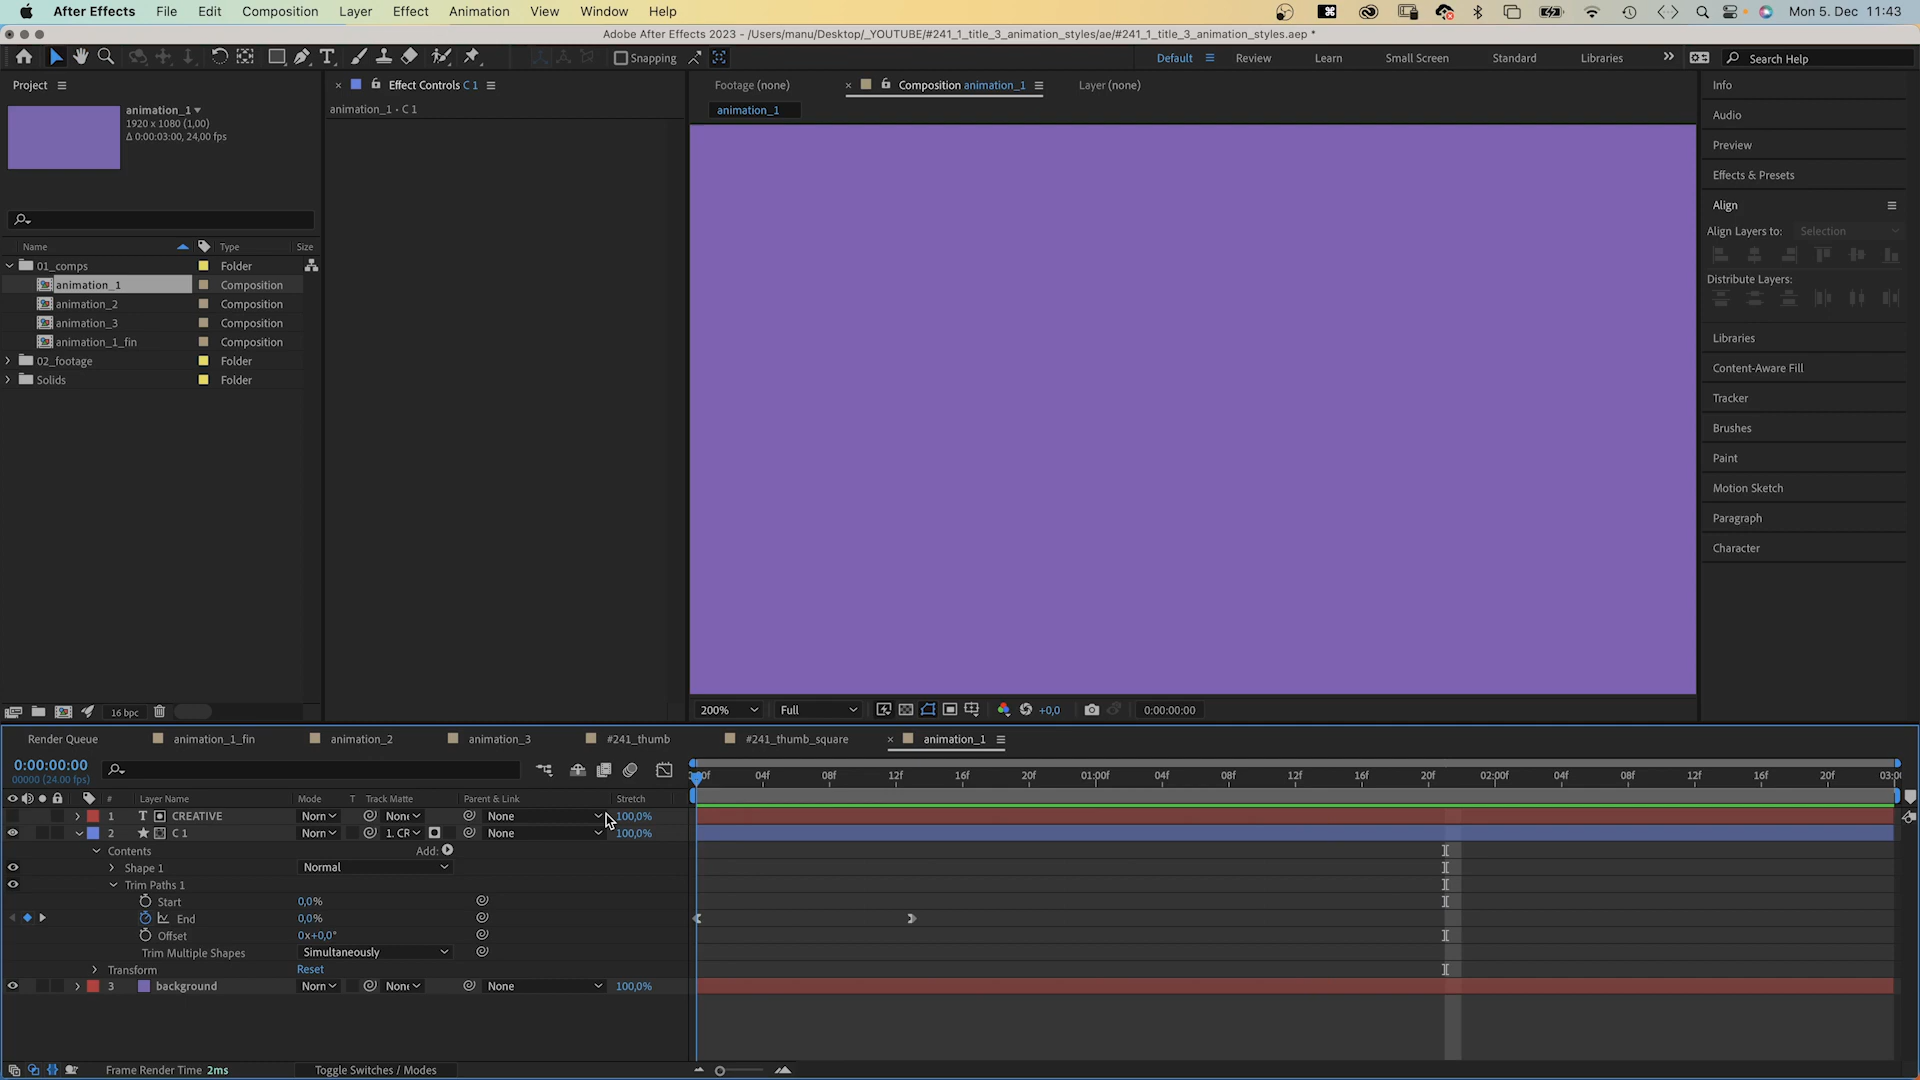 After Effects File Edit Composition Layer Effect Animation View Window Help Mon 5. Dec 11:43
Adobe After Effects 2023 - /Users/manu/Desktop/_YOUTUBE/#241_1_title_3_animation_styles/ae/#241_1_title_3_animation_styles.aep *
Snapping Default Review Learn Small Screen Standard Libraries Search Help
Project Effect Controls C 1 Footage (none) Composition animation_1 Layer (none) Info
animation_1 animation_1 • C 1 animation_1
1920 x 1080 (1,00)
Δ 0:00:03:00, 24,00 fps
Audio
Preview
Effects & Presets
Align
Align Layers to: Selection
Distribute Layers:
Libraries
Content-Aware Fill
Tracker
Brushes
Paint
Motion Sketch
Paragraph
Character
Name Type Size
01_comps Folder
animation_1 Composition
animation_2 Composition
animation_3 Composition
animation_1_fin Composition
02_footage Folder
Solids Folder
16 bpc 200% Full +0,0 0:00:00:00
Render Queue animation_1_fin animation_2 animation_3 #241_thumb #241_thumb_square animation_1
0:00:00:00
00000 (24.00 fps)
04f 08f 12f 16f 20f 01:00f 04f 08f 12f 16f 20f 02:00f 04f 08f 12f 16f 20f 03:0
# Layer Name Mode T Track Matte Parent & Link Stretch
1 T CREATIVE Norn None None 100,0%
2 C 1 Norn 1. CR None 100,0%
Contents Add:
Shape 1 Normal
Trim Paths 1
Start 0,0%
End 0,0%
Offset 0x+0,0°
Trim Multiple Shapes Simultaneously
Transform Reset
3 background Norn None None 100,0%
Frame Render Time 2ms Toggle Switches / Modes